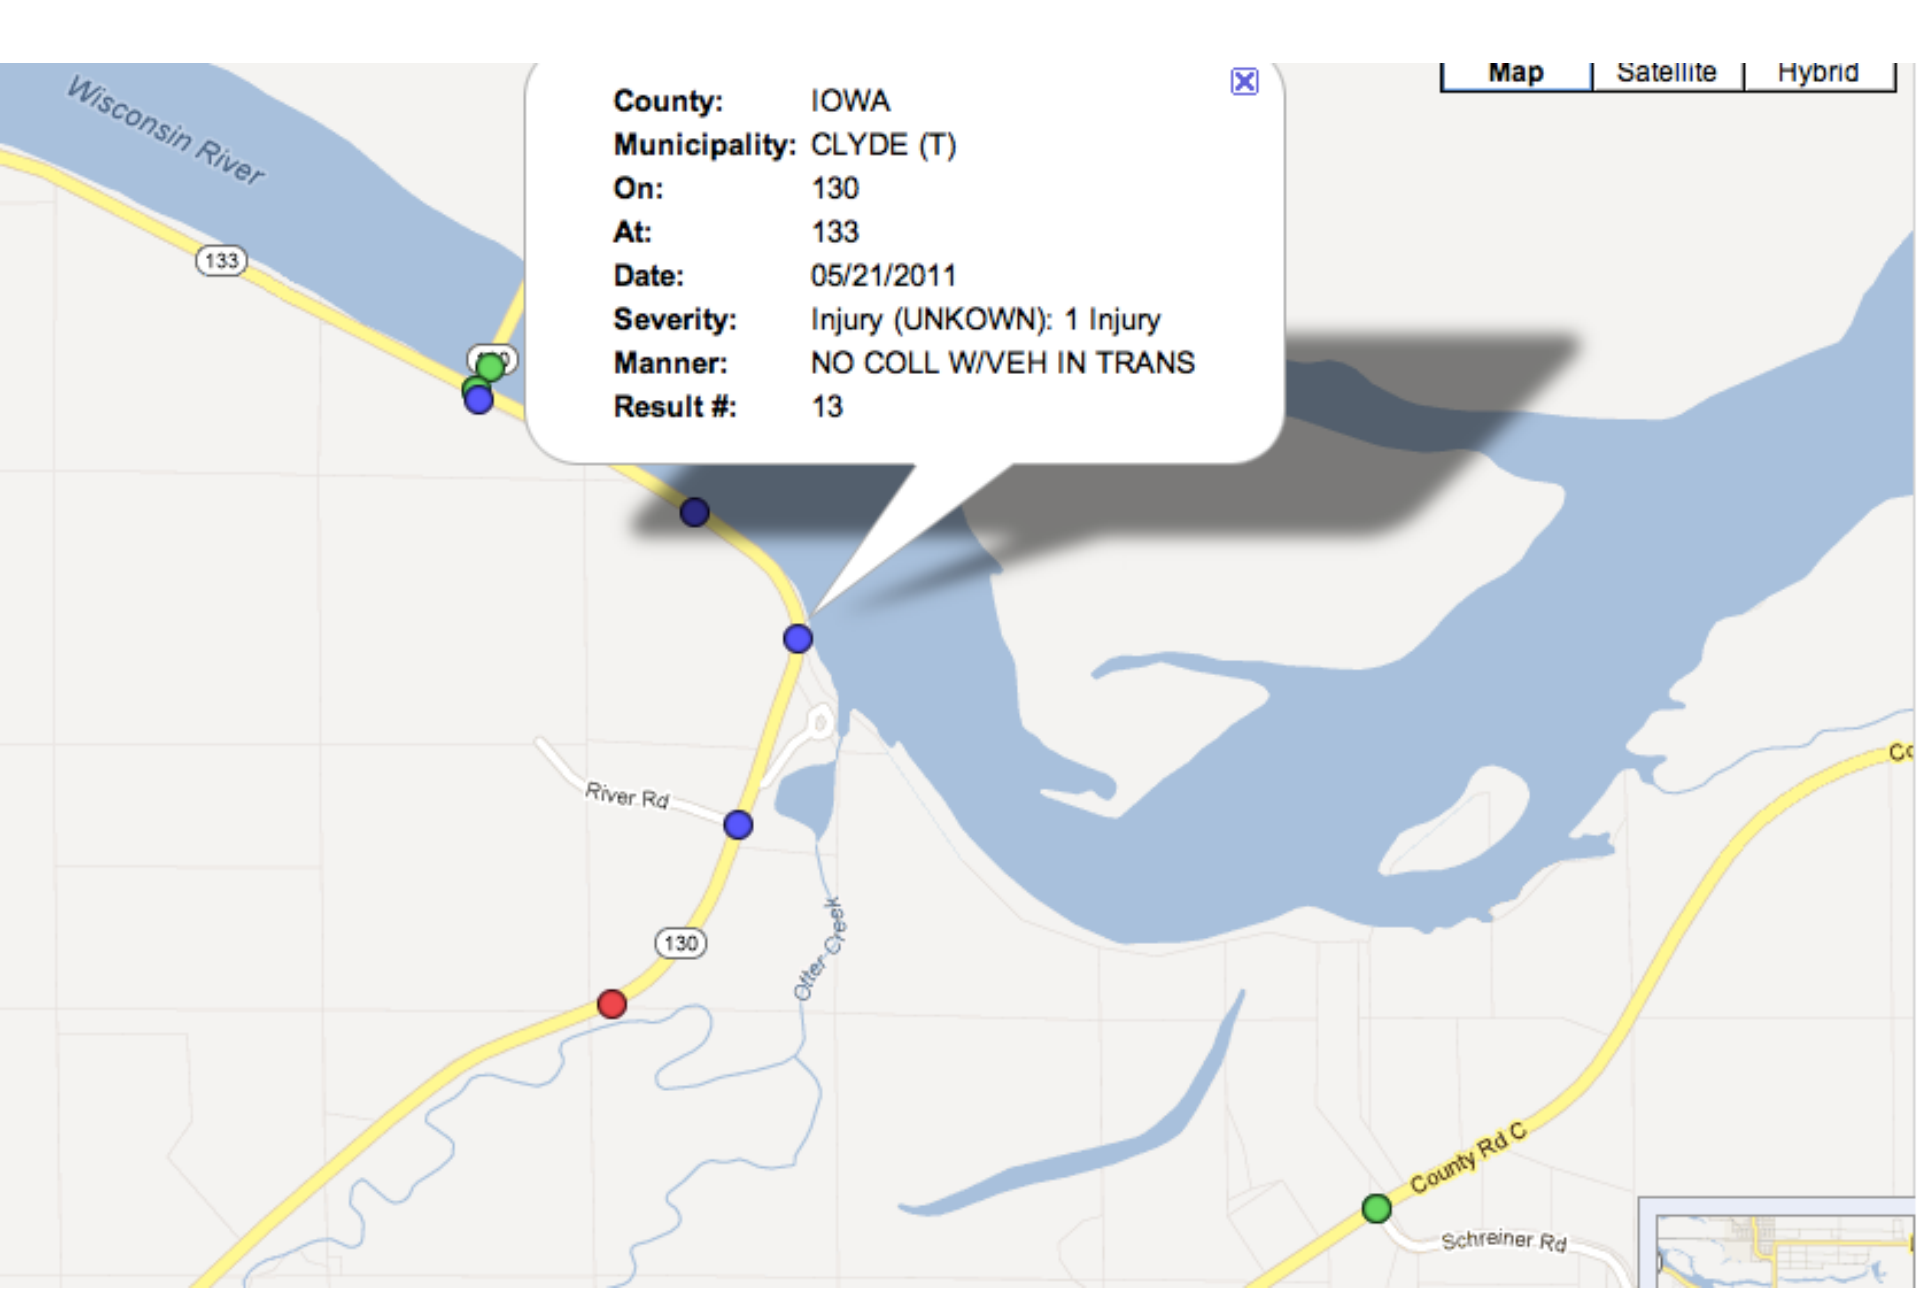 Map Satellite Hybrid
County: IOWA
Municipality: CLYDE (T)
On: 130
At: 133
Date: 05/21/2011
Severity: Injury (UNKOWN): 1 Injury
Manner: NO COLL W/VEH IN TRANS
Result #: 13
Wisconsin River
133
River Rd
130
Otter Creek
County Rd C
Schreiner Rd